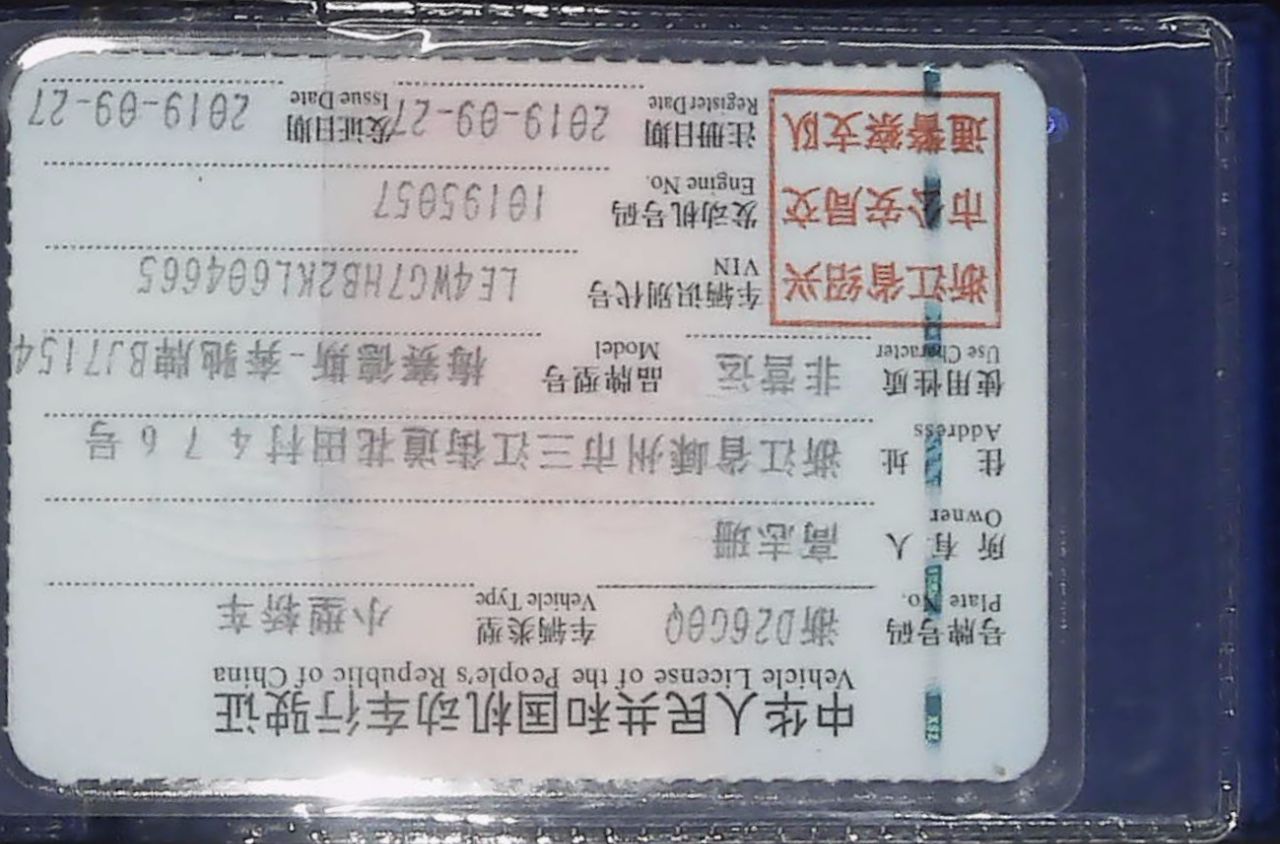 中华人民共和国机动车行驶证
Vehicle License of the People's Republic of China
号牌号码 浙D26G0Q 车辆类型 小型轿车
Plate No. Vehicle Type
所有人 高志珊
Owner
住址 浙江省嵊州市三江街道花田村476号
Address
使用性质 非营运 品牌型号 梅赛德斯-奔驰牌BJ7154
Use Character Model
浙江省绍兴
市公安局交
通警察支队
车辆识别代号 LE4WG7HB2KL604665
VIN
发动机号码 10195057
Engine No.
注册日期 2019-09-27 发证日期 2019-09-27
Register Date Issue Date